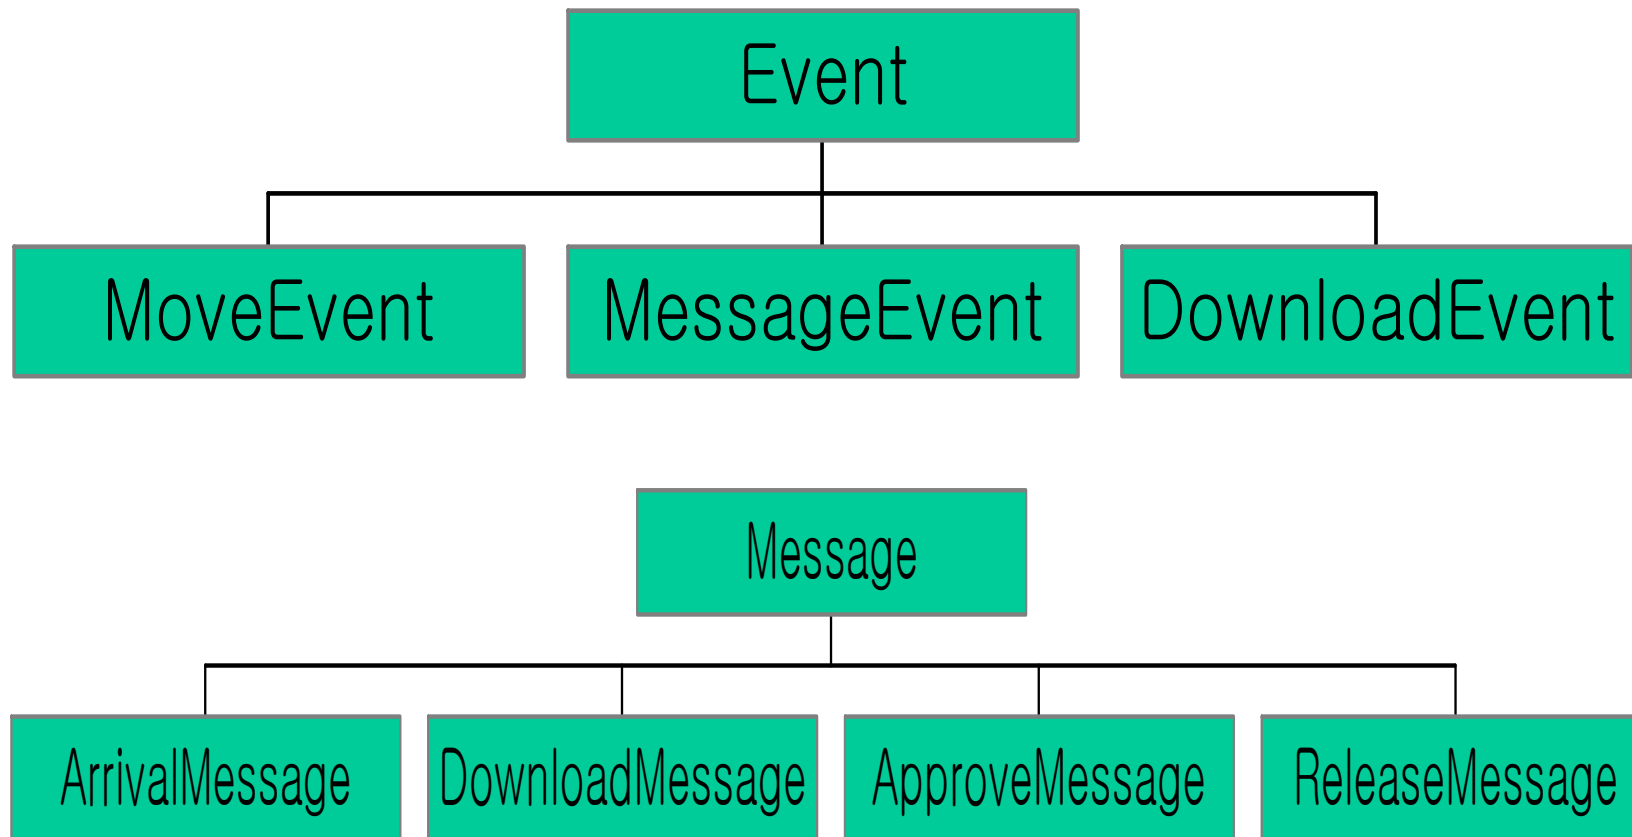 Event
MoveEvent
MessageEvent
DownloadEvent
Message
ArrivalMessage
DownloadMessage
ApproveMessage
ReleaseMessage